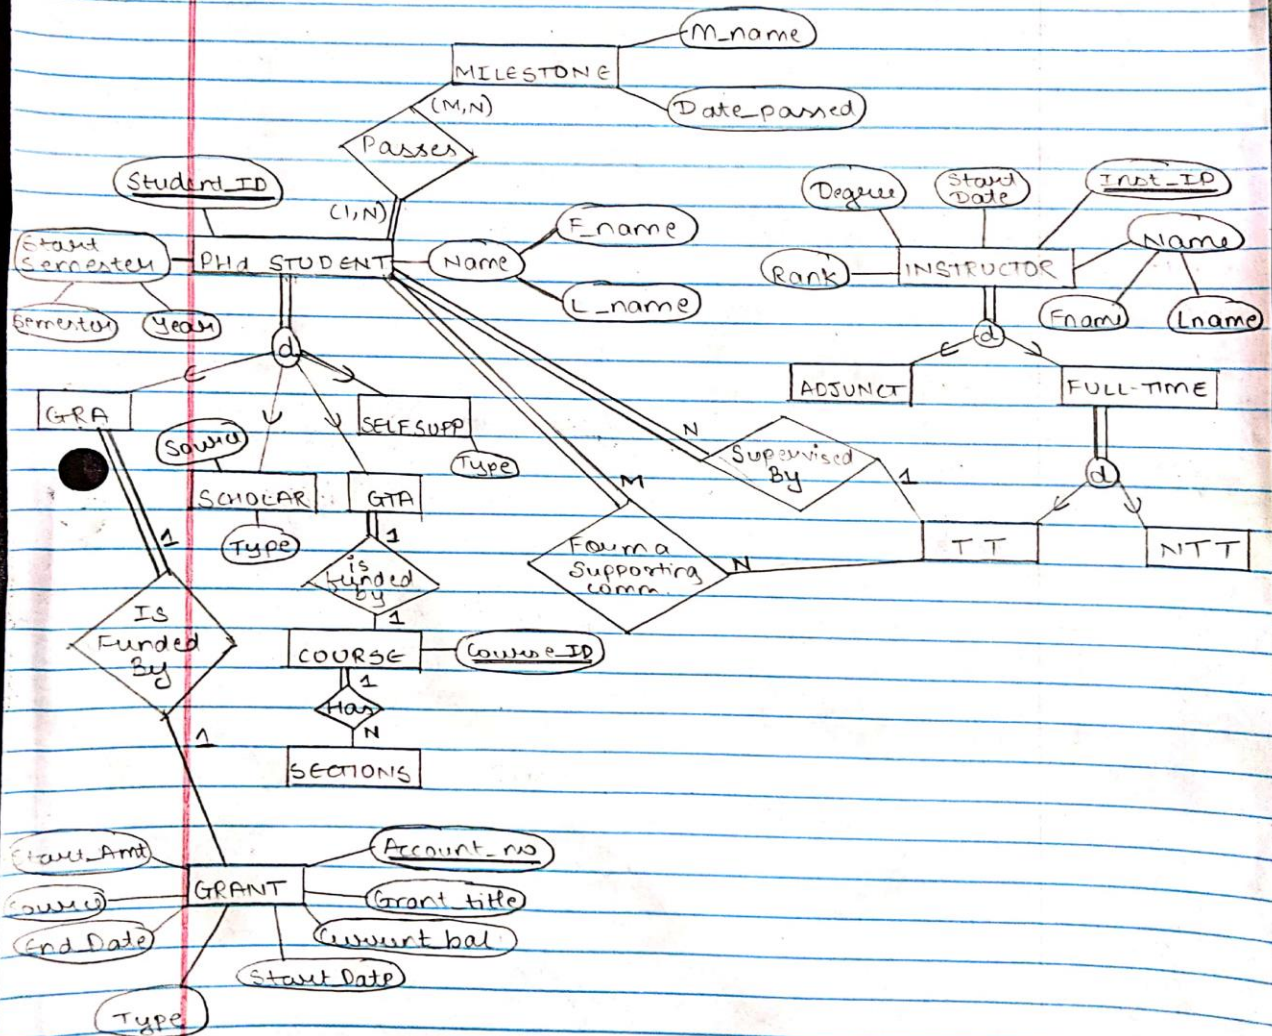 M_name
MILESTONE
Date_passed
(M,N)
Passes
Student_ID
Degree
Start
Date
Inst_ID
(1,N)
F_name
Name
Start
Semester
PHd STUDENT
Name
Rank
INSTRUCTOR
L_name
Fname
Lname
Semester
Year
d
d
ADJUNCT
FULL-TIME
GRA
SELFSUPP
Source
N
Supervised
By
1
d
Type
SCHOLAR
GTA
M
Type
1
TT
NTT
1
is
funded
by
Form a
Supporting
comm.
N
IS
Funded
By
1
COURSE
Course_ID
1
Has
1
N
SECTIONS
Start_Amt
Account_no
GRANT
Source
Grant_title
End_Date
Current_bal
Start_Date
Type